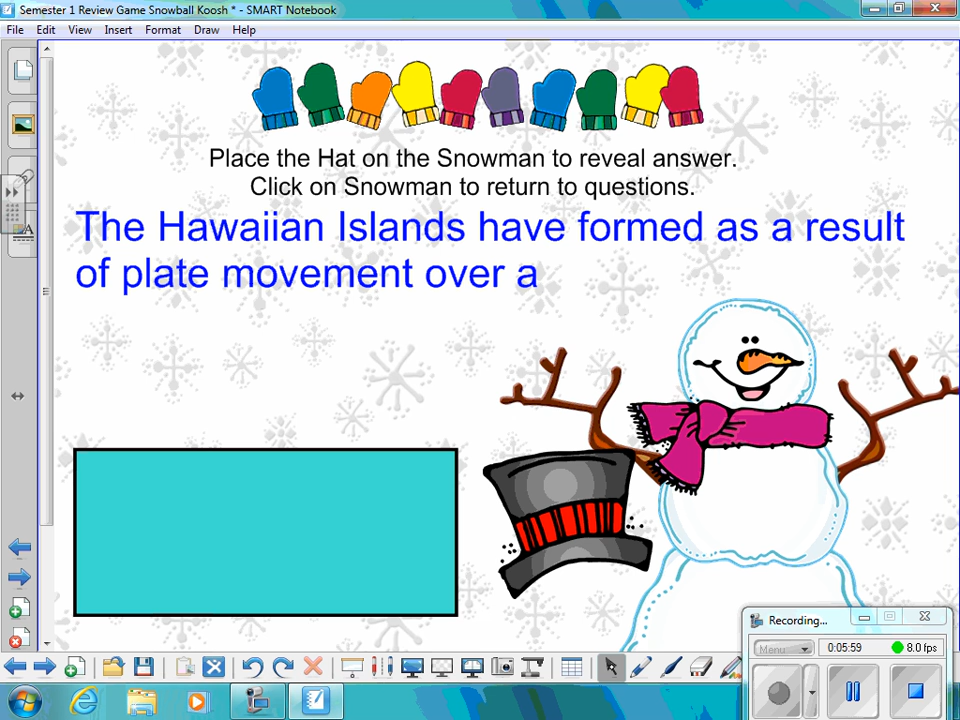 Semester 1 Review Game Snowball Koosh * - SMART Notebook
File Edit View Insert Format Draw Help
Place the Hat on the Snowman to reveal answer.
Click on Snowman to return to questions.
The Hawaiian Islands have formed as a result
of plate movement over a
Recording...
Menu 0:05:59 8.0 fps